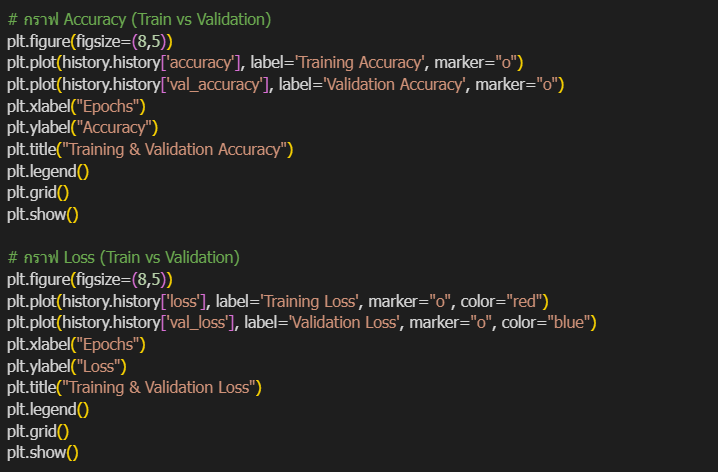 # กราฟ Accuracy (Train vs Validation)
plt.figure(figsize=(8,5))
plt.plot(history.history['accuracy'], label='Training Accuracy', marker="o")
plt.plot(history.history['val_accuracy'], label='Validation Accuracy', marker="o")
plt.xlabel("Epochs")
plt.ylabel("Accuracy")
plt.title("Training & Validation Accuracy")
plt.legend()
plt.grid()
plt.show()

# กราฟ Loss (Train vs Validation)
plt.figure(figsize=(8,5))
plt.plot(history.history['loss'], label='Training Loss', marker="o", color="red")
plt.plot(history.history['val_loss'], label='Validation Loss', marker="o", color="blue")
plt.xlabel("Epochs")
plt.ylabel("Loss")
plt.title("Training & Validation Loss")
plt.legend()
plt.grid()
plt.show()